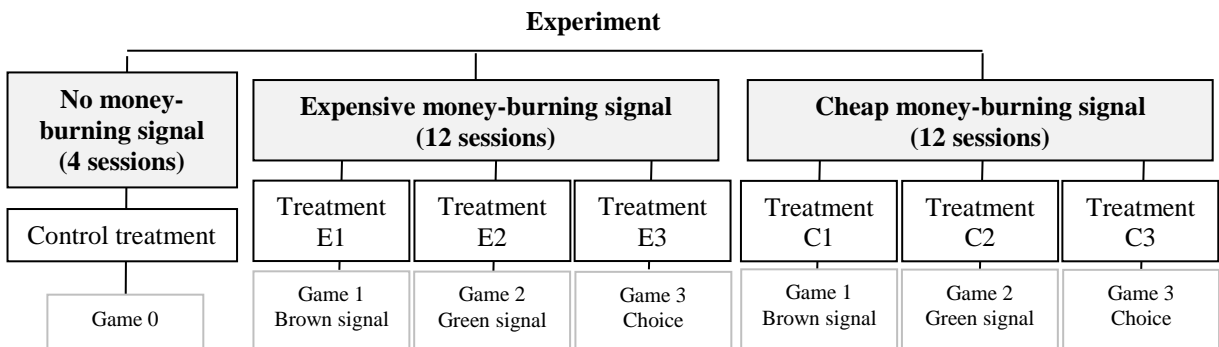 Experiment
No money-
burning signal
(4 sessions)
Expensive money-burning signal
(12 sessions)
Cheap money-burning signal
(12 sessions)
Control treatment
Treatment
E1
Treatment
E2
Treatment
E3
Treatment
C1
Treatment
C2
Treatment
C3
Game 0
Game 1
Brown signal
Game 2
Green signal
Game 3
Choice
Game 1
Brown signal
Game 2
Green signal
Game 3
Choice